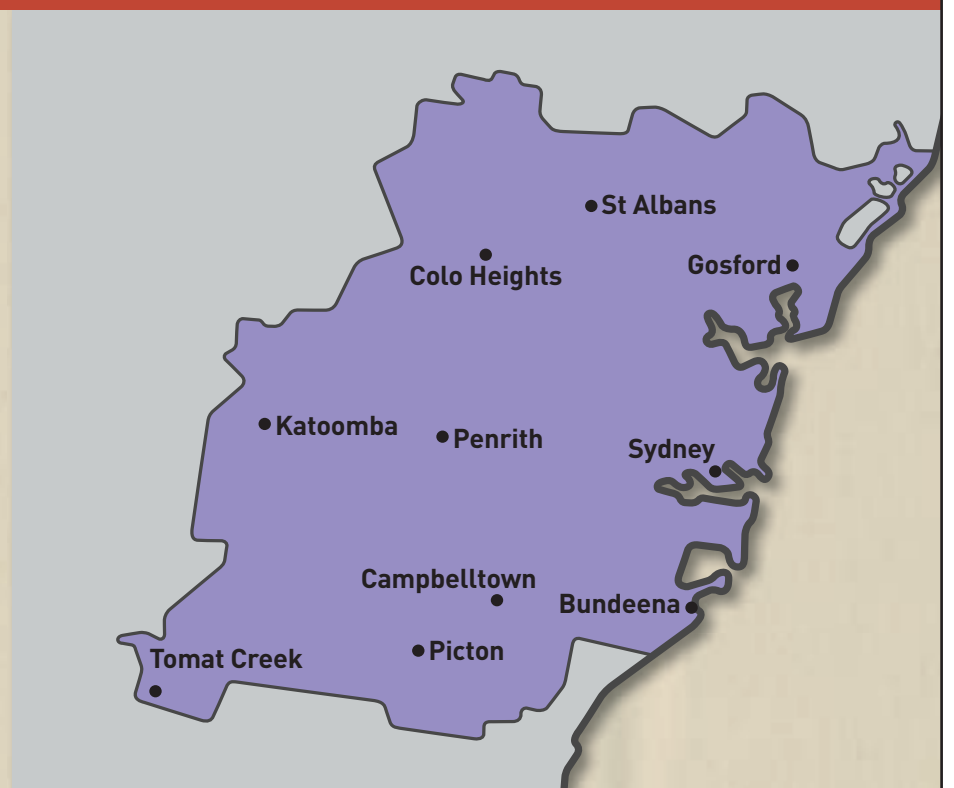 St Albans
Gosford
Colo Heights
Katoomba
Penrith
Sydney
Campbelltown
Bundeena
Picton
Tomat Creek